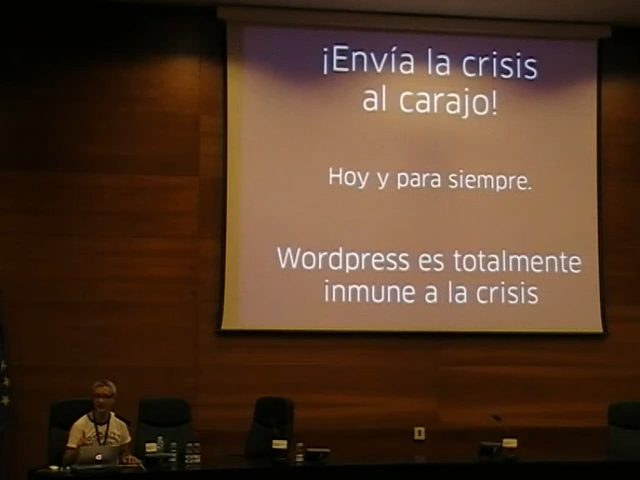 ¡Envía la crisis
al carajo!
Hoy y para siempre.
Wordpress es totalmente
inmune a la crisis